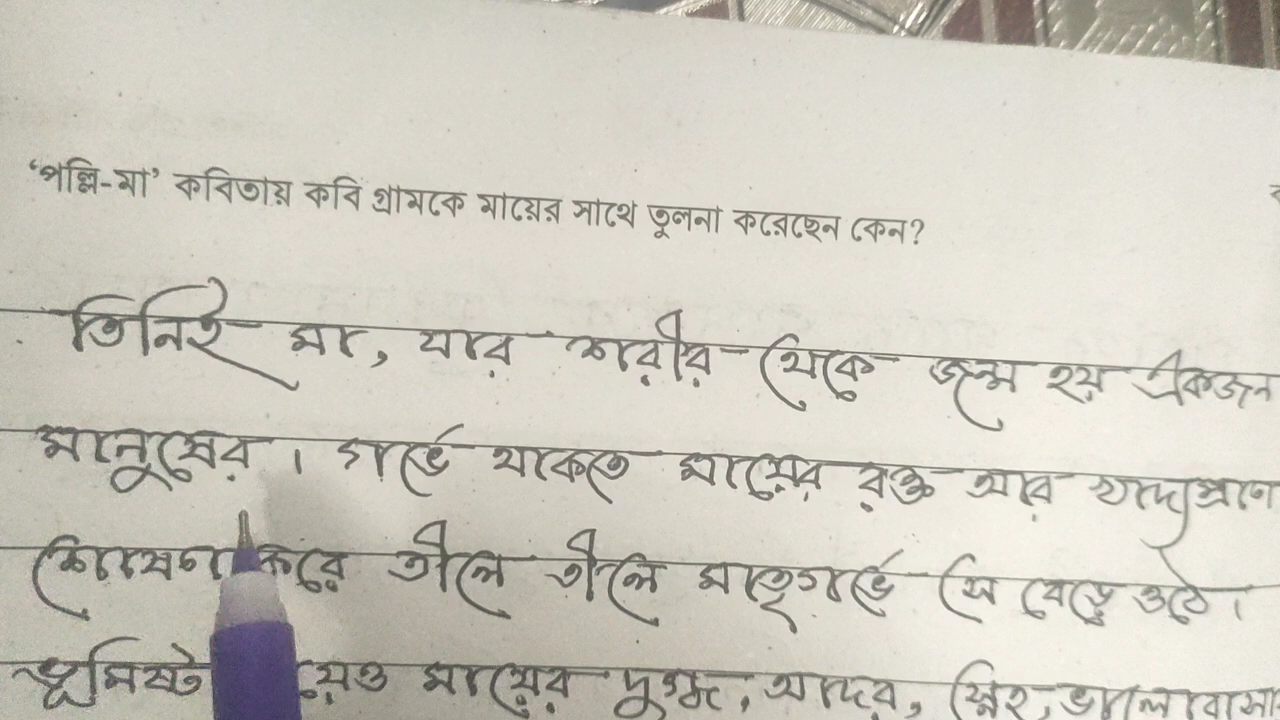 ‘পল্লি-মা’ কবিতায় কবি গ্রামকে মায়ের সাথে তুলনা করেছেন কেন?
তিনিই মা, যার শরীর থেকে জন্ম হয় একজন
মানুষের। গর্ভে থাকতে মায়ের রক্ত আর খাদ্যপ্রাণ
শোষণ করে তীলে তীলে মাতৃগর্ভে সে বেড়ে ওঠে।
ভূমিষ্ট মায়ের দুগ্ধ, আদর, স্নেহ, ভালোবাসা